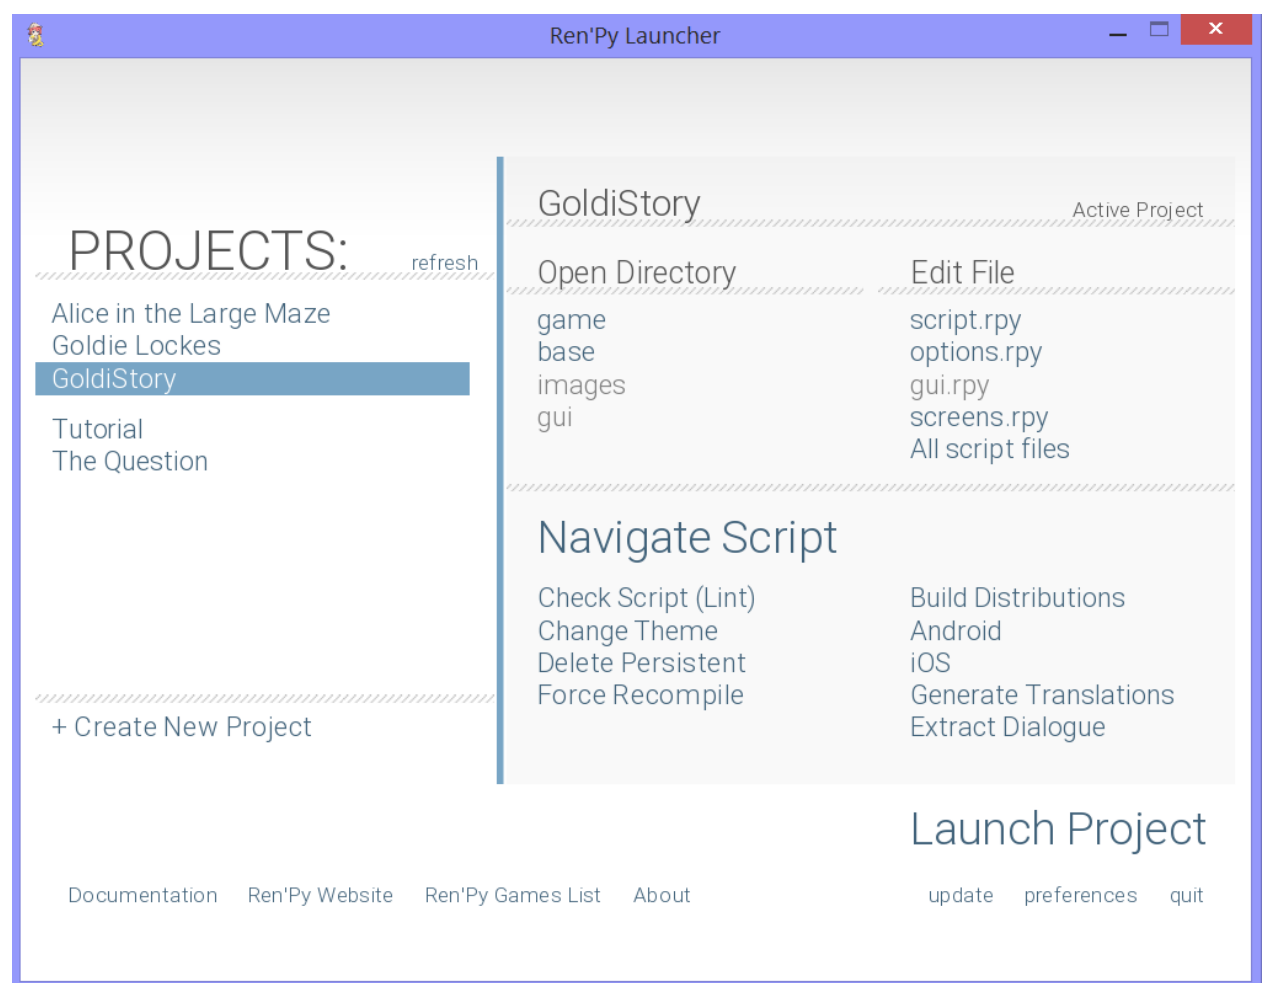 Ren'Py Launcher
PROJECTS:
refresh
Alice in the Large Maze
Goldie Lockes
GoldiStory
Tutorial
The Question
+ Create New Project
GoldiStory
Active Project
Open Directory
game
base
images
gui
Edit File
script.rpy
options.rpy
gui.rpy
screens.rpy
All script files
Navigate Script
Check Script (Lint)
Change Theme
Delete Persistent
Force Recompile
Build Distributions
Android
iOS
Generate Translations
Extract Dialogue
Launch Project
Documentation
Ren'Py Website
Ren'Py Games List
About
update
preferences
quit